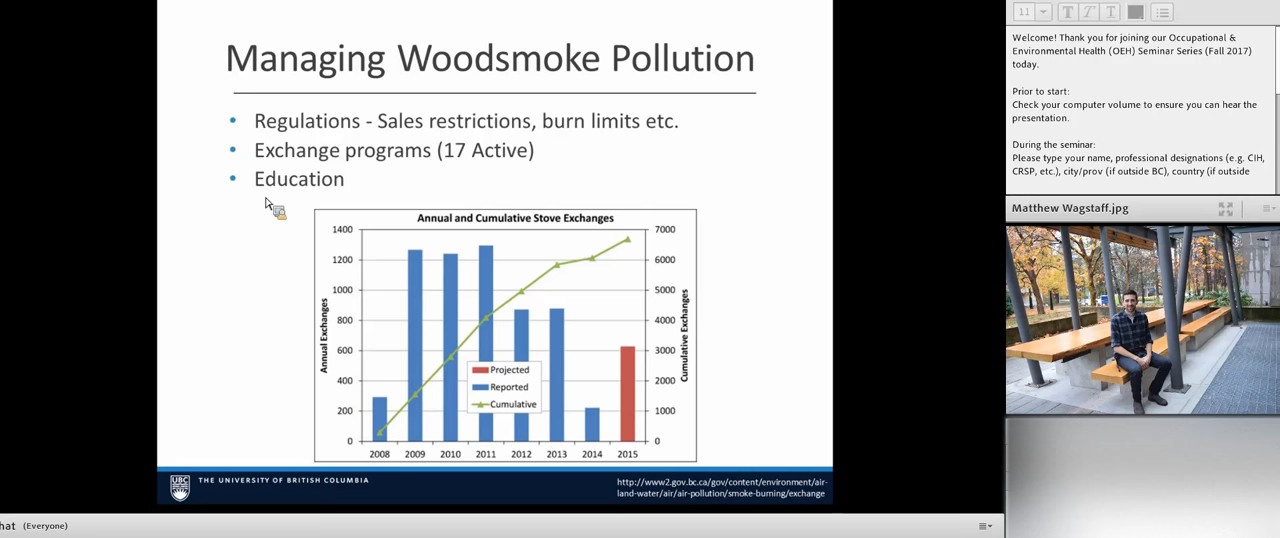 Managing Woodsmoke Pollution
• Regulations - Sales restrictions, burn limits etc.
• Exchange programs (17 Active)
• Education
Annual and Cumulative Stove Exchanges
1400
1200
1000
800
600
400
200
0
Annual Exchanges
7000
6000
5000
4000
3000
2000
1000
0
Cumulative Exchanges
Projected
Reported
Cumulative
2008 2009 2010 2011 2012 2013 2014 2015
UBC
THE UNIVERSITY OF BRITISH COLUMBIA
http://www2.gov.bc.ca/gov/content/environment/air-
land-water/air/air-pollution/smoke-burning/exchange
hat (Everyone)
11 T T T
Welcome! Thank you for joining our Occupational &
Environmental Health (OEH) Seminar Series (Fall 2017)
today.
Prior to start:
Check your computer volume to ensure you can hear the
presentation.
During the seminar:
Please type your name, professional designations (e.g. CIH,
CRSP, etc.), city/prov (if outside BC), country (if outside
Matthew Wagstaff.jpg